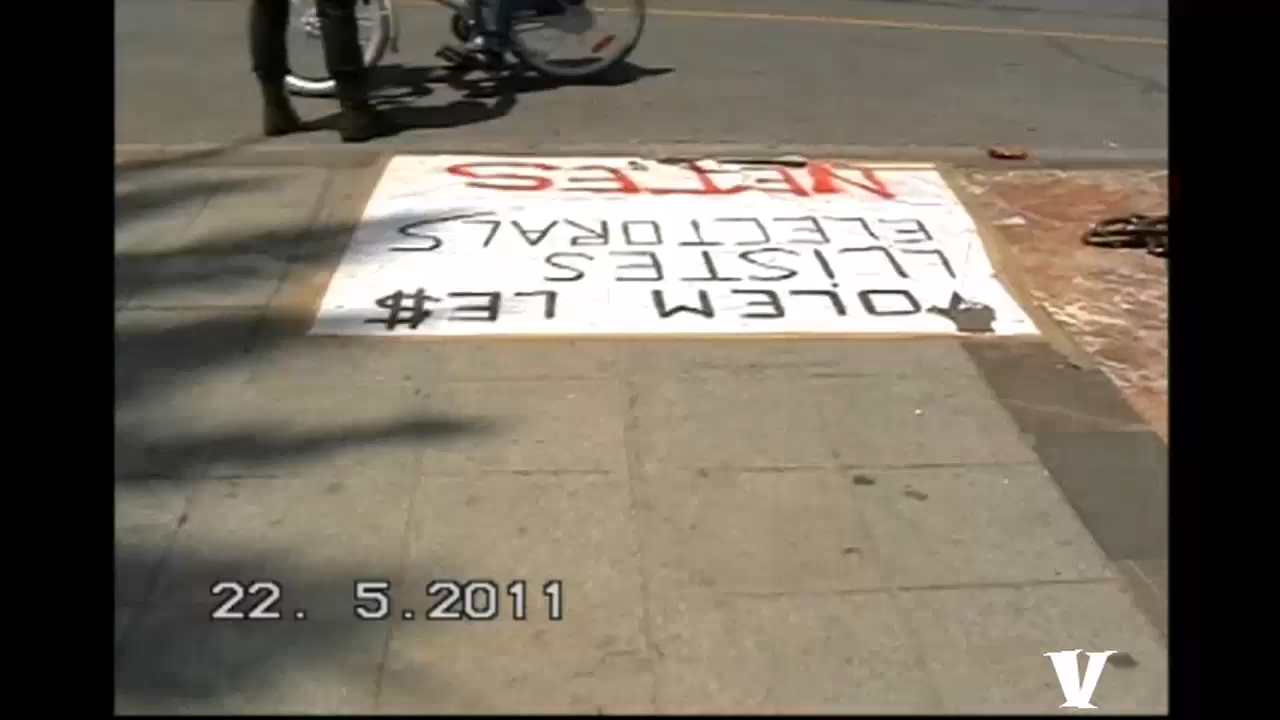 VOLEM LE$
LLISTES
ELECTORALS
NETES
22. 5.2011
V